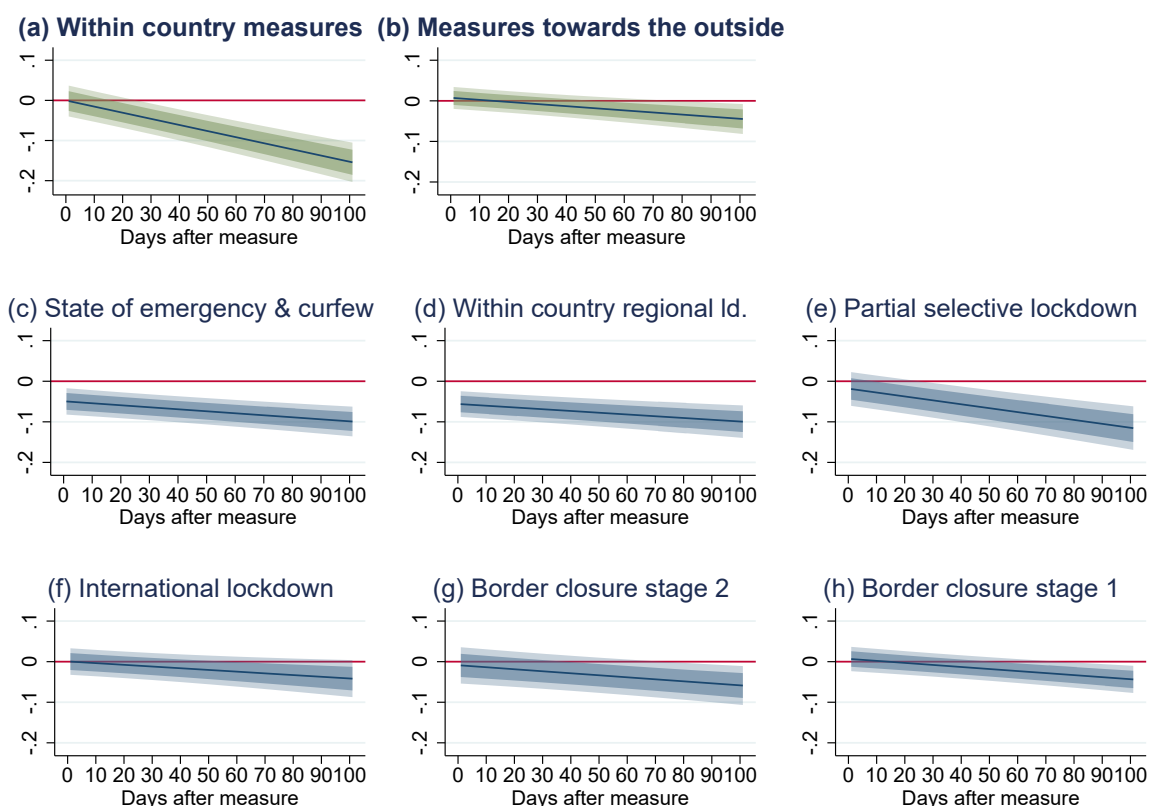 (a) Within country measures (b) Measures towards the outside
.1 .1
0 0
-.1 -.1
-.2 -.2
0 10 20 30 40 50 60 70 80 90100 0 10 20 30 40 50 60 70 80 90100
Days after measure Days after measure
(c) State of emergency & curfew (d) Within country regional ld. (e) Partial selective lockdown
.1 .1 .1
0 0 0
-.1 -.1 -.1
-.2 -.2 -.2
0 10 20 30 40 50 60 70 80 90100 0 10 20 30 40 50 60 70 80 90100 0 10 20 30 40 50 60 70 80 90100
Days after measure Days after measure Days after measure
(f) International lockdown (g) Border closure stage 2 (h) Border closure stage 1
.1 .1 .1
0 0 0
-.1 -.1 -.1
-.2 -.2 -.2
0 10 20 30 40 50 60 70 80 90100 0 10 20 30 40 50 60 70 80 90100 0 10 20 30 40 50 60 70 80 90100
Days after measure Days after measure Days after measure